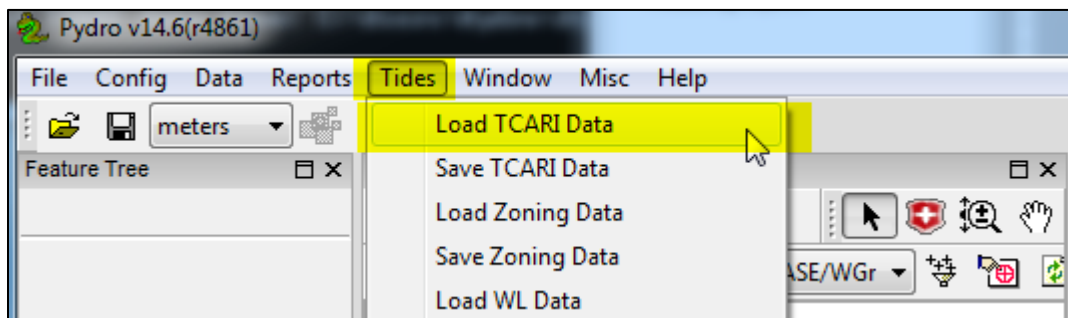 Pydro v14.6(r4861)
File Config Data Reports Tides Window Misc Help
meters
Load TCARI Data
Feature Tree
Save TCARI Data
Load Zoning Data
Save Zoning Data
ASE/WGr
Load WL Data